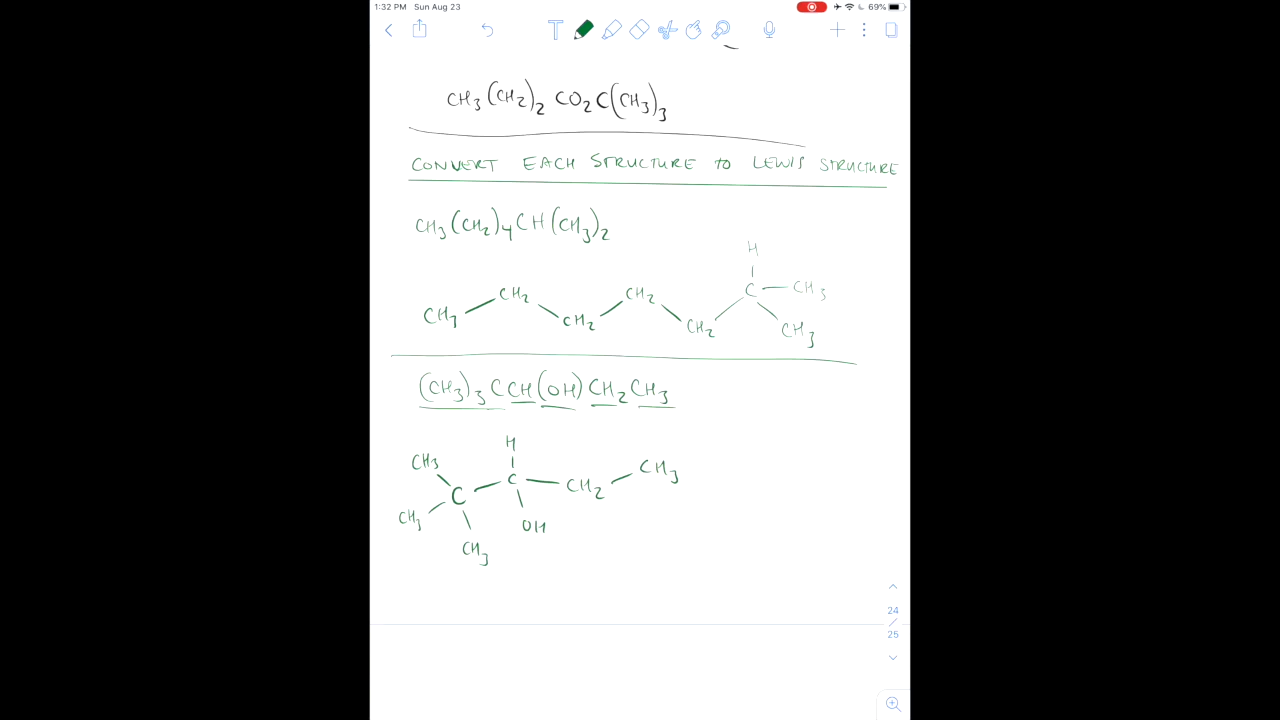 1:32 PM Sun Aug 23 69%
T
CH3(CH2)2 CO2C(CH3)3
CONVERT EACH STRUCTURE TO LEWIS STRUCTURE
CH3(CH2)4CH(CH3)2
H
CH3 CH2 CH2 CH2 CH2 C CH3
CH3
(CH3)3CCH(OH)CH2CH3
H
CH3 C CH2 CH3
C
CH3 OH
CH3
24
/
25